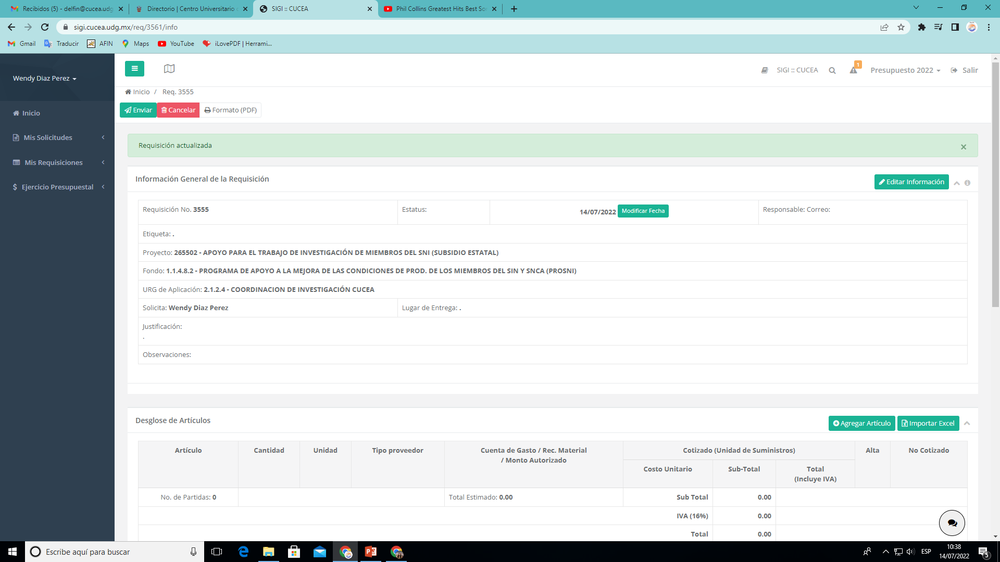 Recibidos (5) - delfin@cucea.udg
Directorio | Centro Universitario
SIGI :: CUCEA
Phil Collins Greatest Hits Best So
sigi.cucea.udg.mx/req/3561/info
Gmail
Traducir
AFIN
Maps
YouTube
iLovePDF | Herrami...
Wendy Diaz Perez
SIGI :: CUCEA
1
Presupuesto 2022
Salir
Inicio / Req. 3555
Enviar
Cancelar
Formato (PDF)
Inicio
Mis Solicitudes
Mis Requisiciones
$ Ejercicio Presupuestal
Requisición actualizada
Información General de la Requisición
Editar Información
Requisición No. 3555
Estatus:
14/07/2022 Modificar Fecha
Responsable: Correo:
Etiqueta: .
Proyecto: 265502 - APOYO PARA EL TRABAJO DE INVESTIGACIÓN DE MIEMBROS DEL SNI (SUBSIDIO ESTATAL)
Fondo: 1.1.4.8.2 - PROGRAMA DE APOYO A LA MEJORA DE LAS CONDICIONES DE PROD. DE LOS MIEMBROS DEL SIN Y SNCA (PROSNI)
URG de Aplicación: 2.1.2.4 - COORDINACION DE INVESTIGACIÓN CUCEA
Solicita: Wendy Diaz Perez
Lugar de Entrega: .
Justificación:
.
Observaciones:
Desglose de Artículos
Agregar Artículo
Importar Excel
Artículo
Cantidad
Unidad
Tipo proveedor
Cuenta de Gasto / Rec. Material
/ Monto Autorizado
Cotizado (Unidad de Suministros)
Alta
No Cotizado
Costo Unitario
Sub-Total
Total
(Incluye IVA)
No. de Partidas: 0
Total Estimado: 0.00
Sub Total
0.00
IVA (16%)
0.00
Total
0.00
Escribe aquí para buscar
ESP
10:38
14/07/2022
5